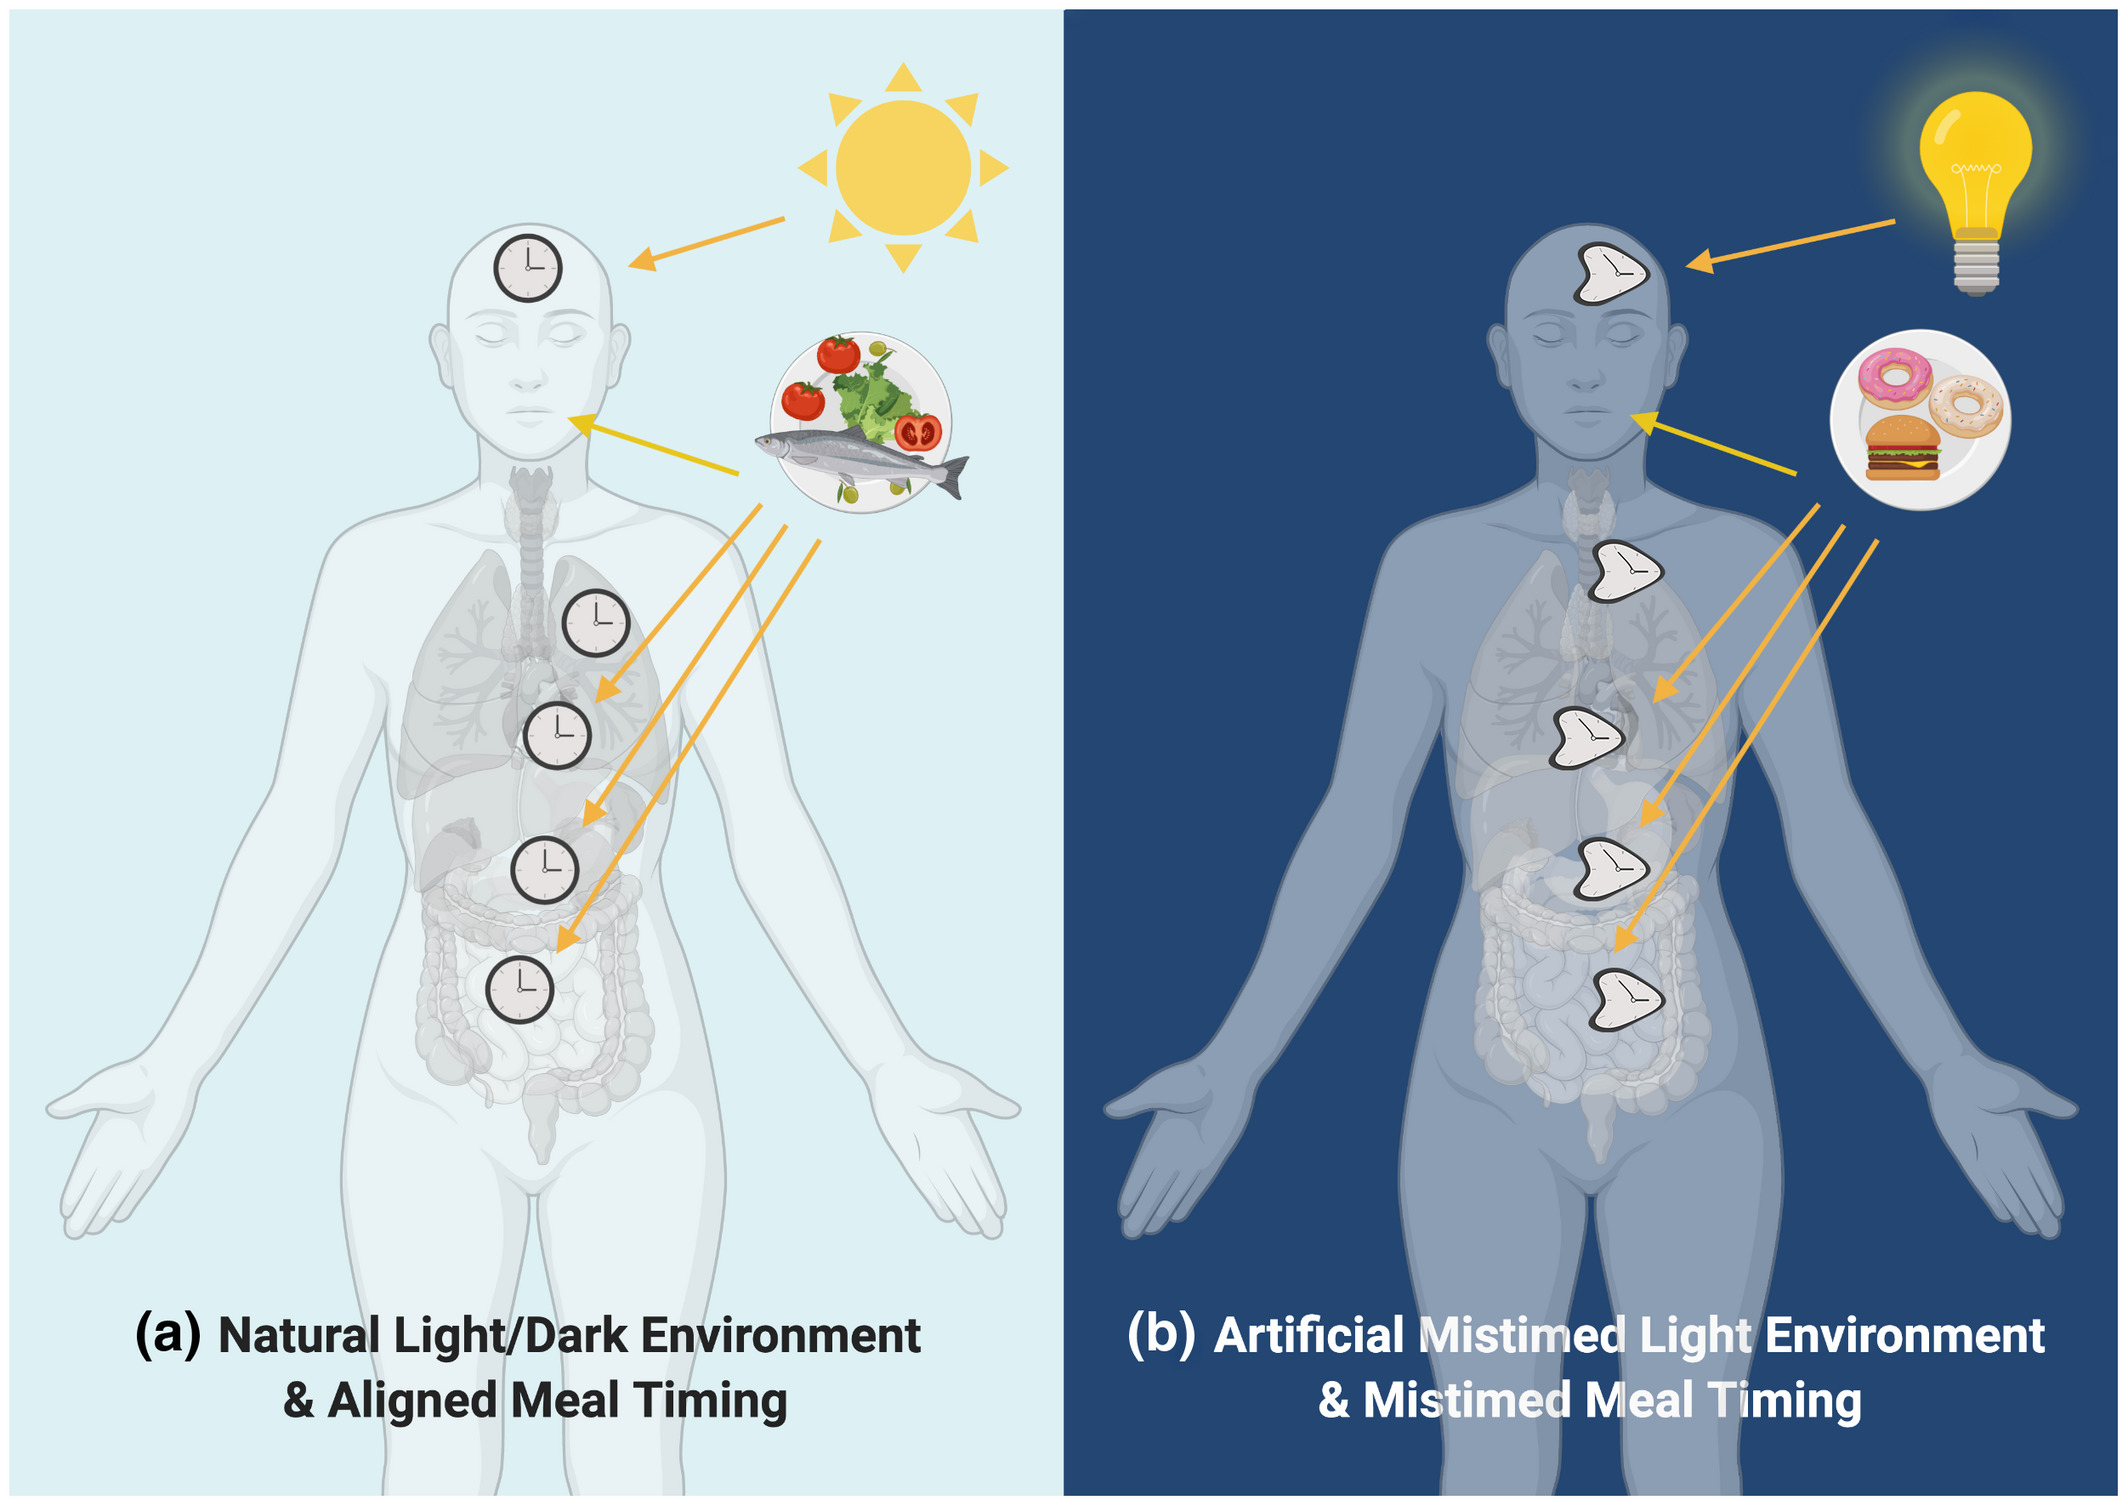 (a) Natural Light/Dark Environment
& Aligned Meal Timing
(b) Artificial Mistimed Light Environment
& Mistimed Meal Timing